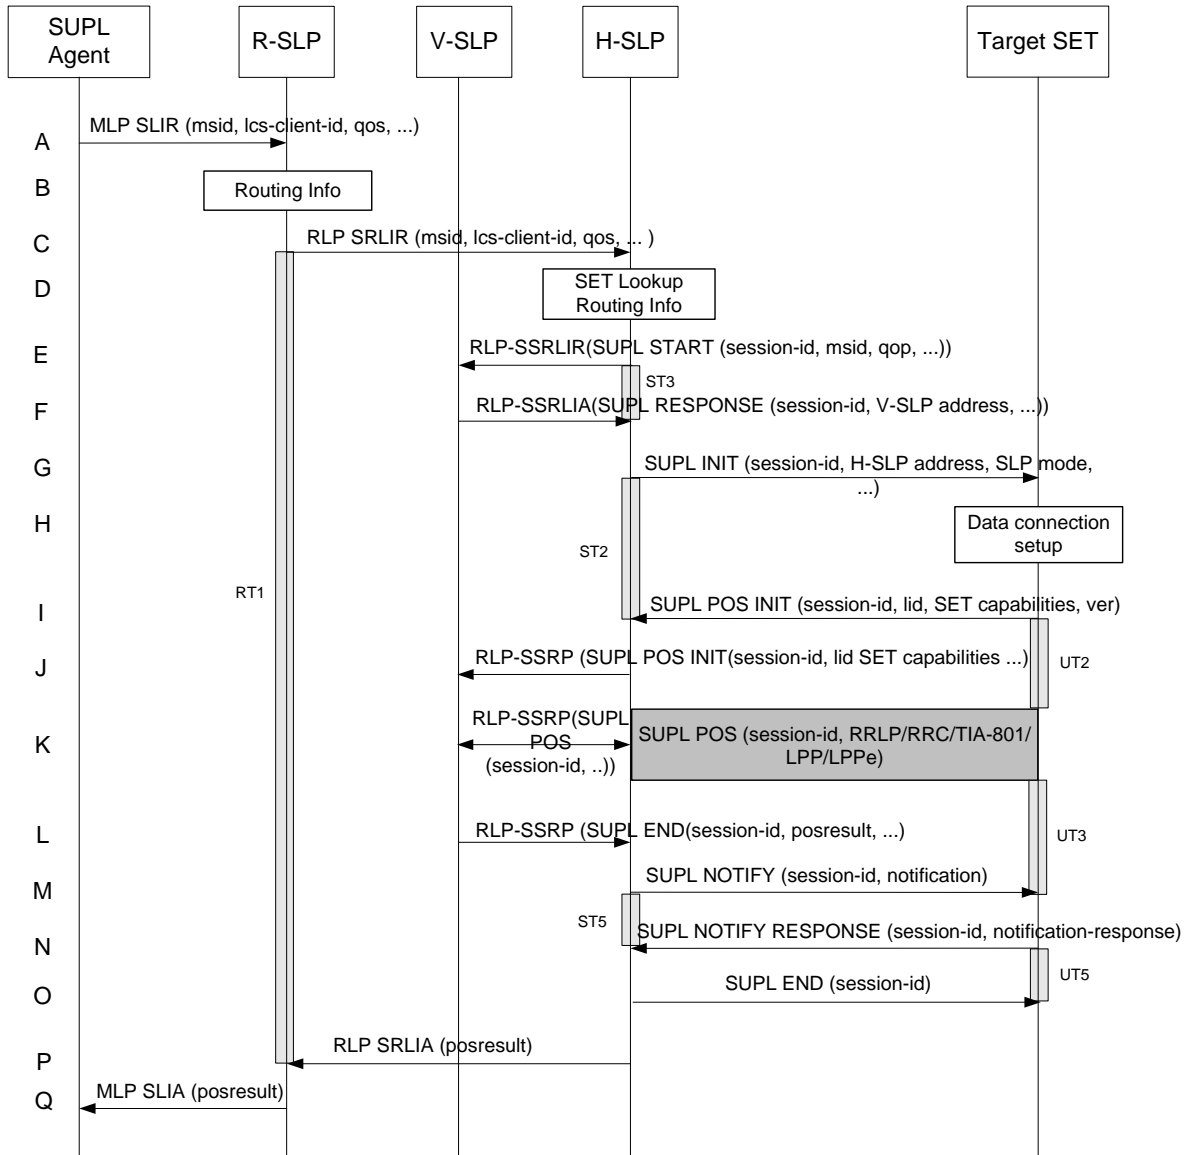 SUPL
Agent
R-SLP
V-SLP
H-SLP
Target SET
A
MLP SLIR (msid, lcs-client-id, qos, ...)
B
Routing Info
C
RLP SRLIR (msid, lcs-client-id, qos, ... )
D
SET Lookup
Routing Info
E
RLP-SSRLIR(SUPL START (session-id, msid, qop, ...))
ST3
F
RLP-SSRLIA(SUPL RESPONSE (session-id, V-SLP address, ...))
G
SUPL INIT (session-id, H-SLP address, SLP mode,
...)
H
Data connection
setup
ST2
RT1
I
SUPL POS INIT (session-id, lid, SET capabilities, ver)
J
RLP-SSRP (SUPL POS INIT(session-id, lid SET capabilities ...)
UT2
K
RLP-SSRP(SUPL
POS
(session-id, ..))
SUPL POS (session-id, RRLP/RRC/TIA-801/
LPP/LPPe)
L
RLP-SSRP (SUPL END(session-id, posresult, ...)
UT3
M
SUPL NOTIFY (session-id, notification)
ST5
N
SUPL NOTIFY RESPONSE (session-id, notification-response)
UT5
O
SUPL END (session-id)
P
RLP SRLIA (posresult)
Q
MLP SLIA (posresult)